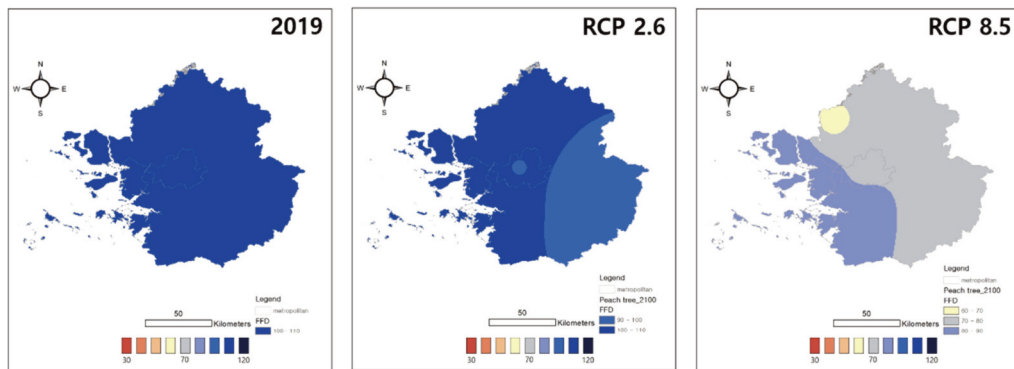 2019
N
W E
S
Legend
metropolitan
FFD
100 - 110
50
Kilometers
30 70 120
RCP 2.6
N
W E
S
Legend
metropolitan
Peach tree_2100
FFD
90 - 100
100 - 110
50
Kilometers
30 70 120
RCP 8.5
N
W E
S
Legend
metropolitan
Peach tree_2100
FFD
60 - 70
70 - 80
80 - 90
50
Kilometers
30 70 120